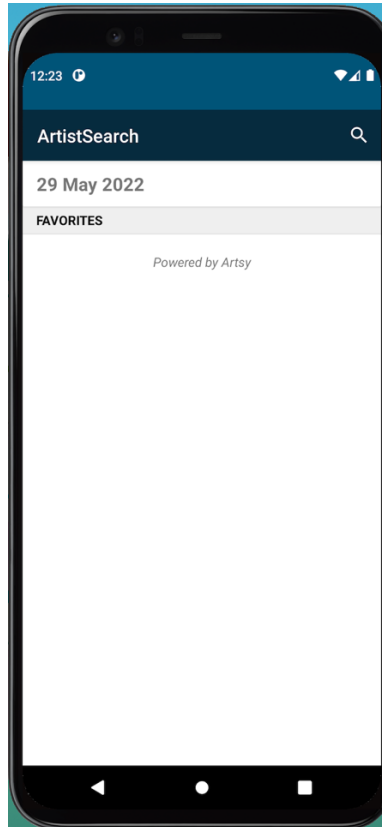 12:23
ArtistSearch
29 May 2022
FAVORITES
Powered by Artsy